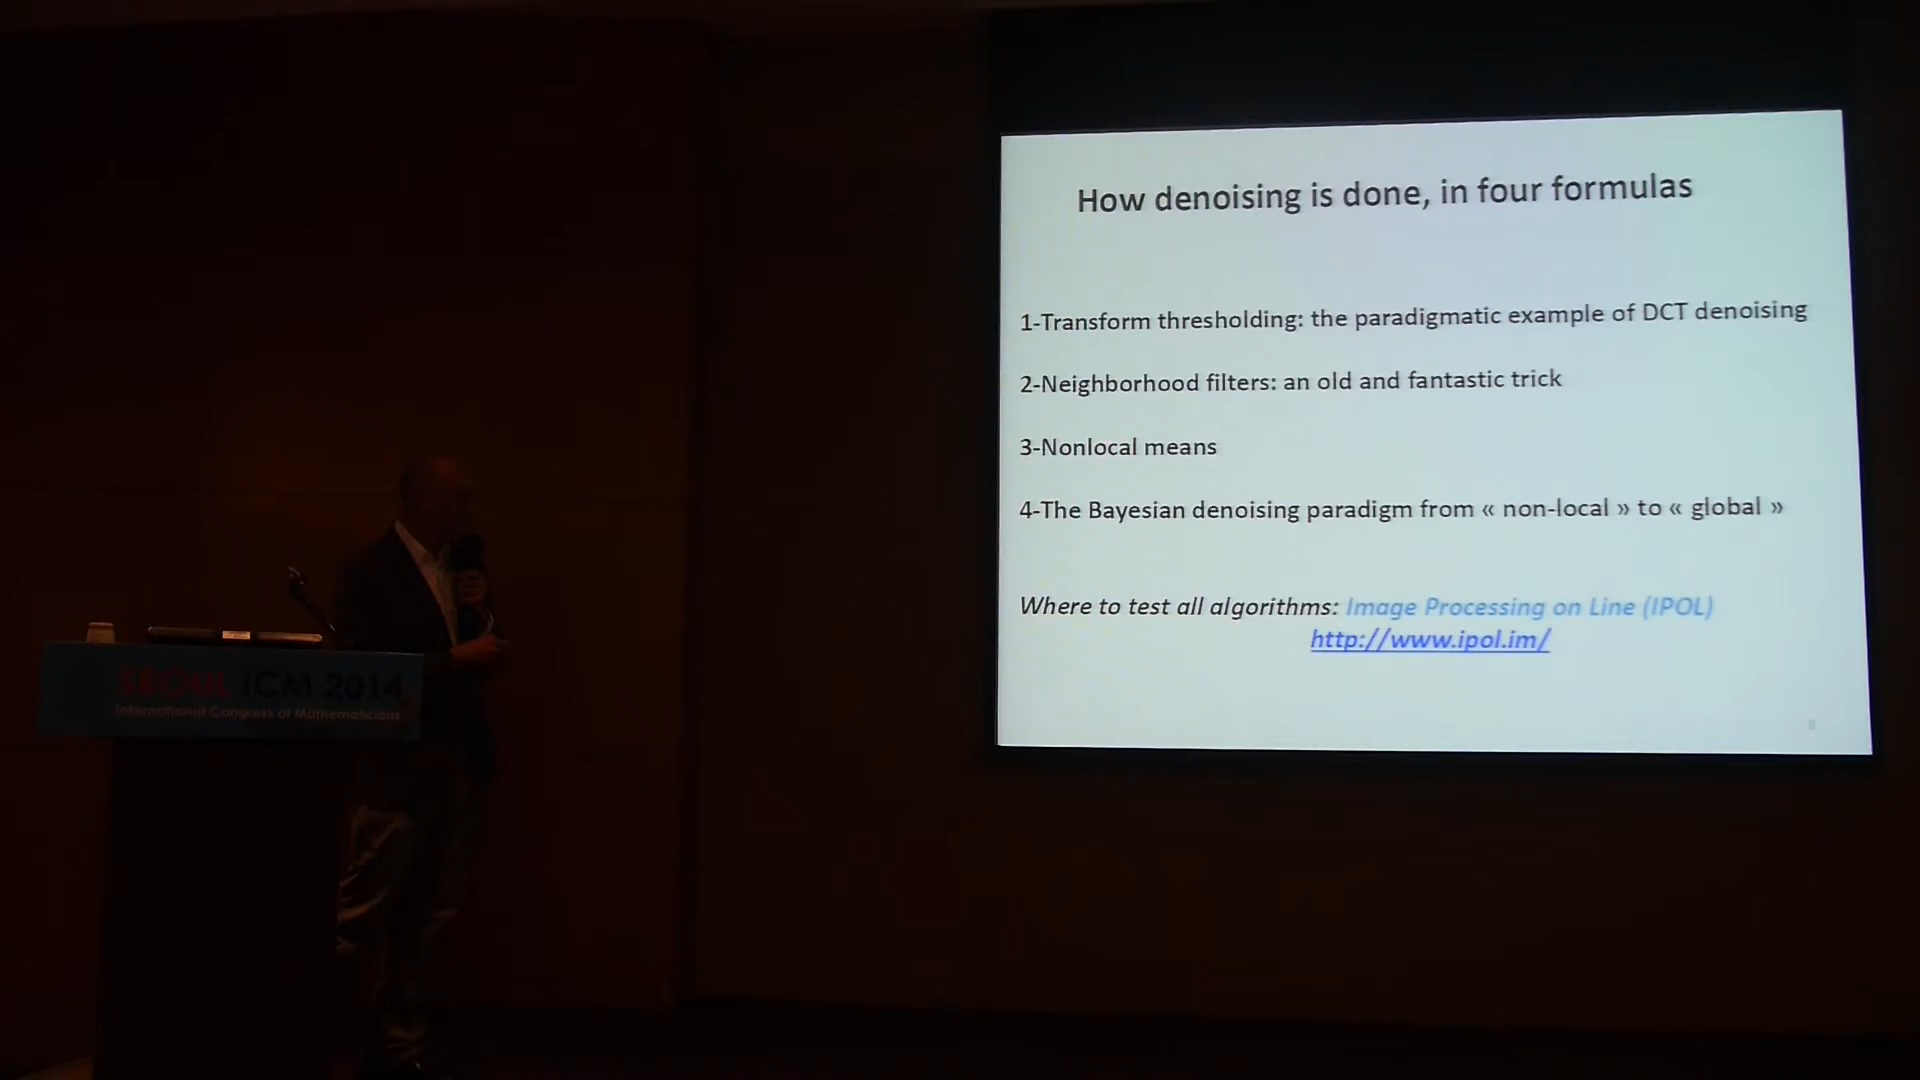 How denoising is done, in four formulas
1-Transform thresholding: the paradigmatic example of DCT denoising
2-Neighborhood filters: an old and fantastic trick
3-Nonlocal means
4-The Bayesian denoising paradigm from « non-local » to « global »
Where to test all algorithms: Image Processing on Line (IPOL)
http://www.ipol.im/
SEOUL ICM 2014
International Congress of Mathematicians